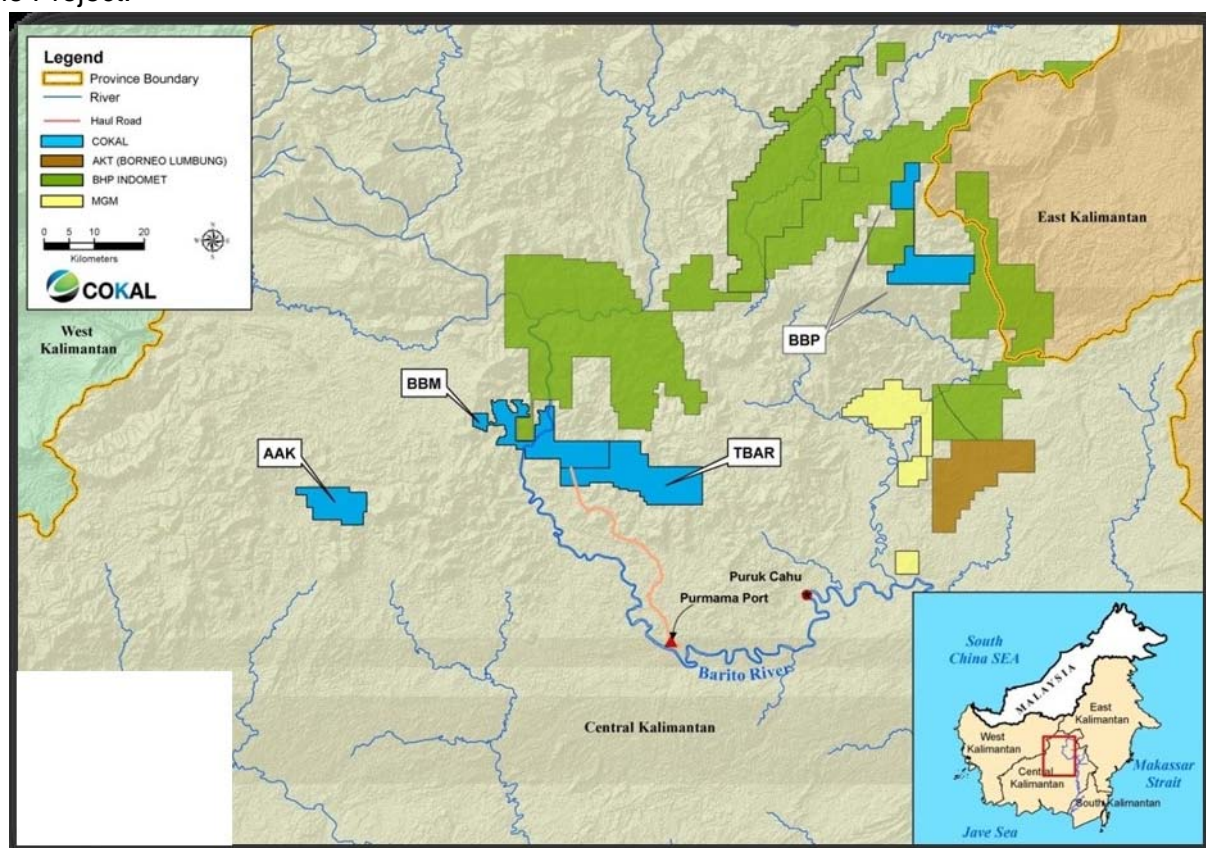 Legend
Province Boundary
River
Haul Road
COKAL
AKT (BORNEO LUMBUNG)
BHP INDOMET
MGM
0 5 10 20
Kilometers
COKAL
East Kalimantan
West
Kalimantan
BBP
BBM
AAK
TBAR
Puruk Cahu
Purmama Port
Barito River
Central Kalimantan
South
China SEA
MALAYSIA
East
Kalimantan
West
Kalimantan
Central
Kalimantan
Makassar
Strait
South Kalimantan
Jave Sea